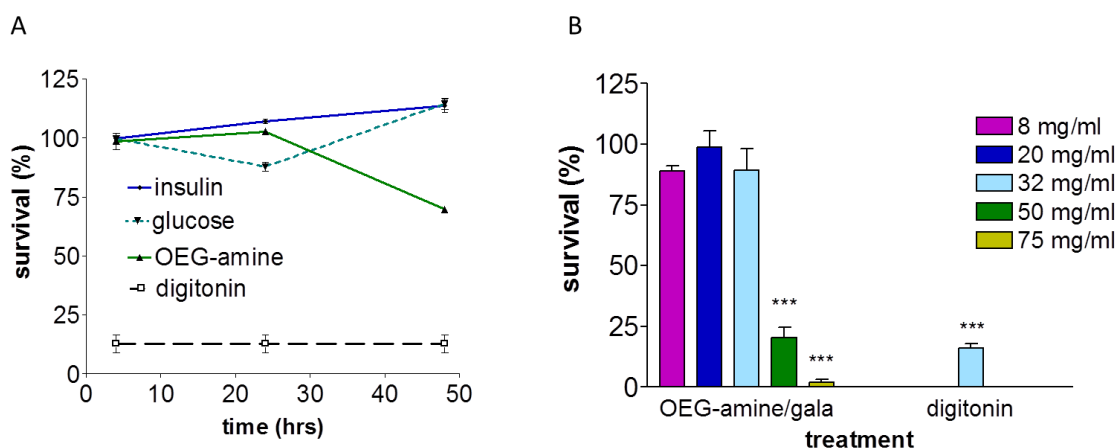 A
survival (%)
125
100
75
50
25
0
insulin
glucose
OEG-amine
digitonin
0 10 20 30 40 50
time (hrs)
B
survival (%)
125
100
75
50
25
0
8 mg/ml
20 mg/ml
32 mg/ml
50 mg/ml
75 mg/ml
***
***
***
OEG-amine/gala digitonin
treatment